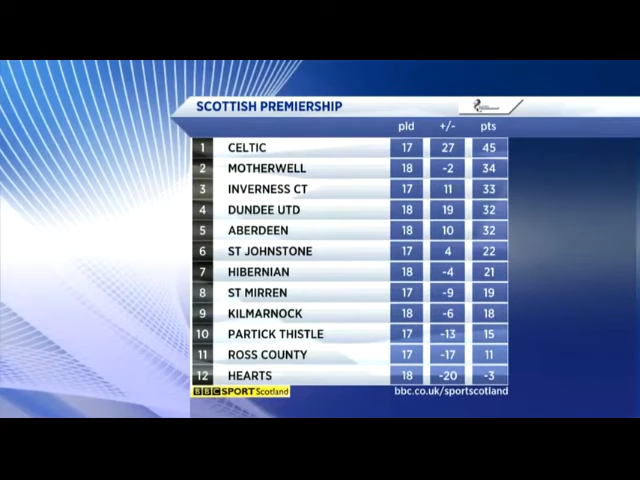 SCOTTISH PREMIERSHIP
pld +/- pts
1 CELTIC 17 27 45
2 MOTHERWELL 18 -2 34
3 INVERNESS CT 17 11 33
4 DUNDEE UTD 18 19 32
5 ABERDEEN 18 10 32
6 ST JOHNSTONE 17 4 22
7 HIBERNIAN 18 -4 21
8 ST MIRREN 17 -9 19
9 KILMARNOCK 18 -6 18
10 PARTICK THISTLE 17 -13 15
11 ROSS COUNTY 17 -17 11
12 HEARTS 18 -20 -3
BBC SPORT Scotland bbc.co.uk/sportscotland